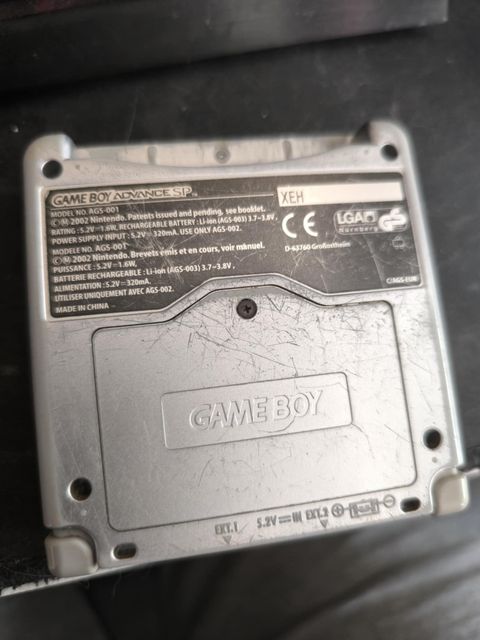 GAME BOY ADVANCE SP™
MODEL NO. AGS-001
©Ⓜ 2002 Nintendo. Patents issued and pending, see booklet.
RATING : 5.2V⎓1.6W, RECHARGEABLE BATTERY : Li-ion (AGS-003) 3.7~3.8V,
POWER SUPPLY INPUT : 5.2V⎓320mA. USE ONLY AGS-002.
MODÈLE NO. AGS-001
©Ⓜ 2002 Nintendo. Brevets émis et en cours, voir manuel.
PUISSANCE : 5.2V⎓1.6W,
BATTERIE RECHARGEABLE : Li-ion (AGS-003) 3.7~3.8V,
ALIMENTATION : 5.2V⎓320mA.
UTILISER UNIQUEMENT AVEC AGS-002.
MADE IN CHINA
XEH
CE
LGA
Nürnberg
D-63760 Großostheim
C/AGS-EUR
GAME BOY
EXT.1 5.2V⎓IN EXT.2